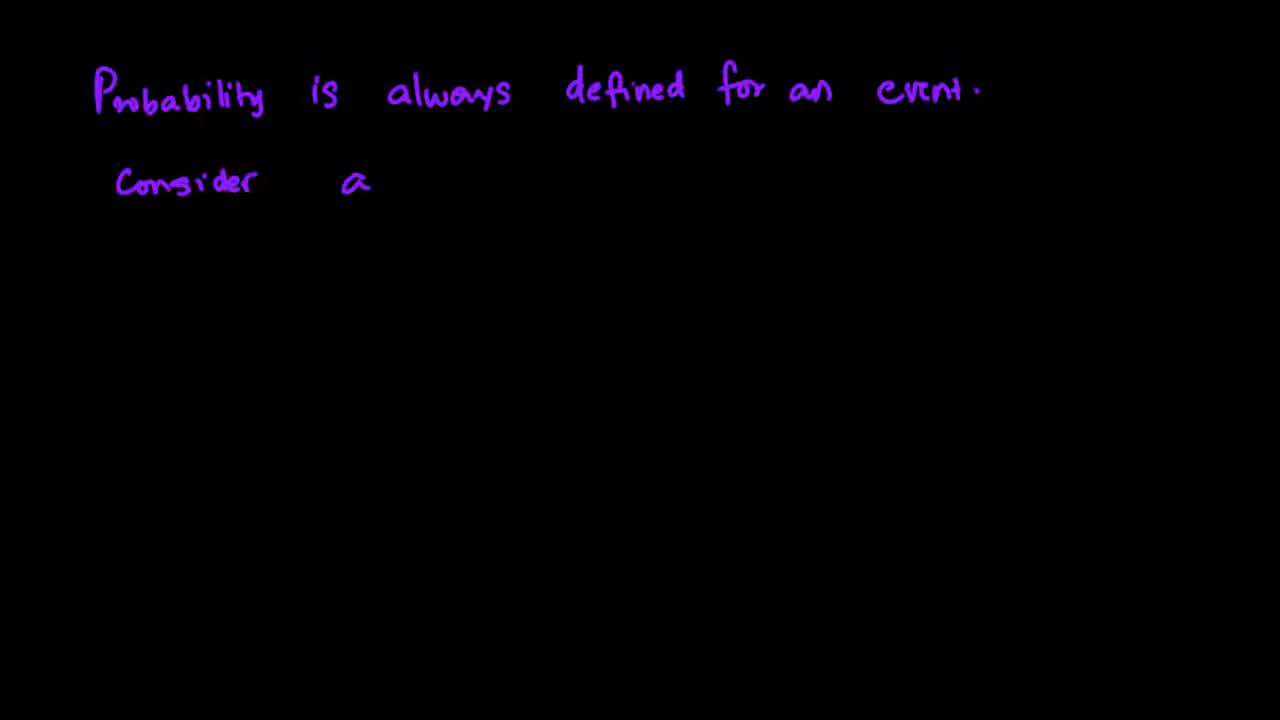 Probability is always defined for an event.
Consider a